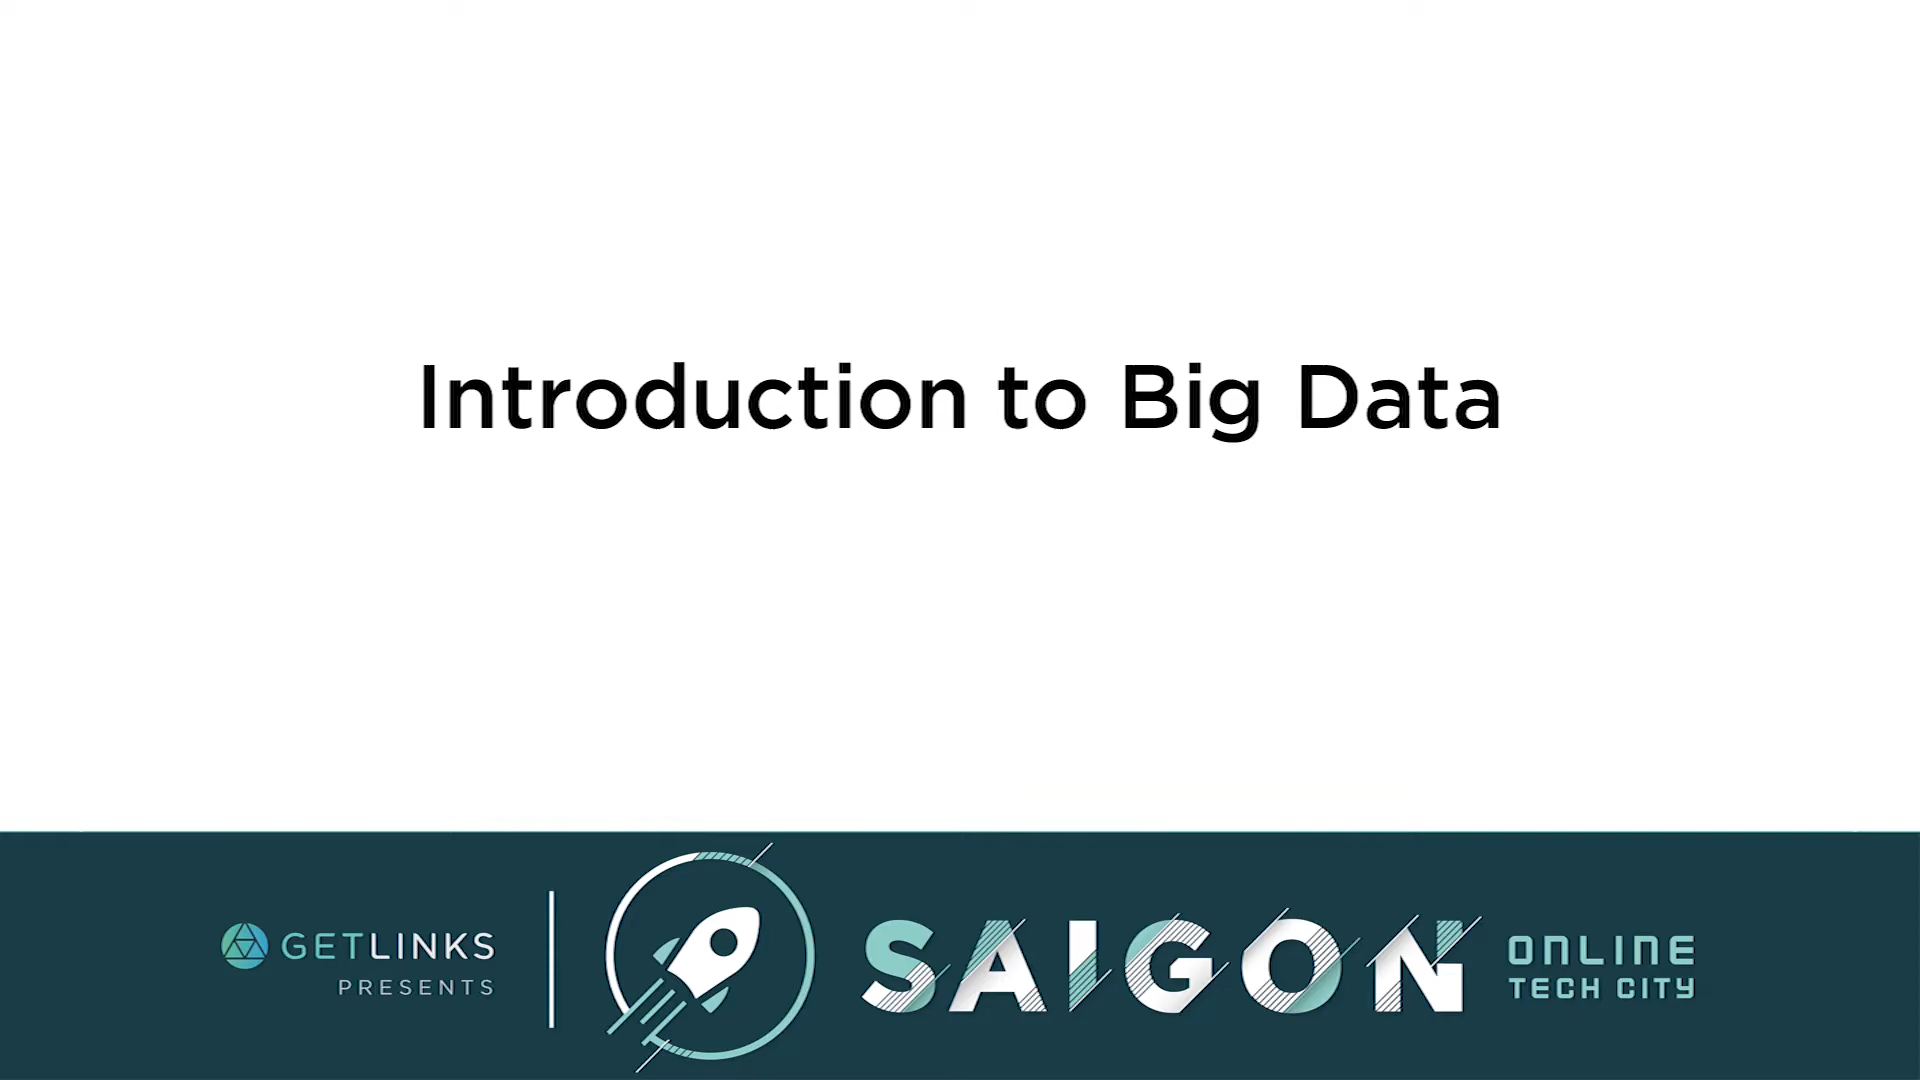 Introduction to Big Data
GETLINKS
PRESENTS
SAIGON
ONLINE
TECH CITY